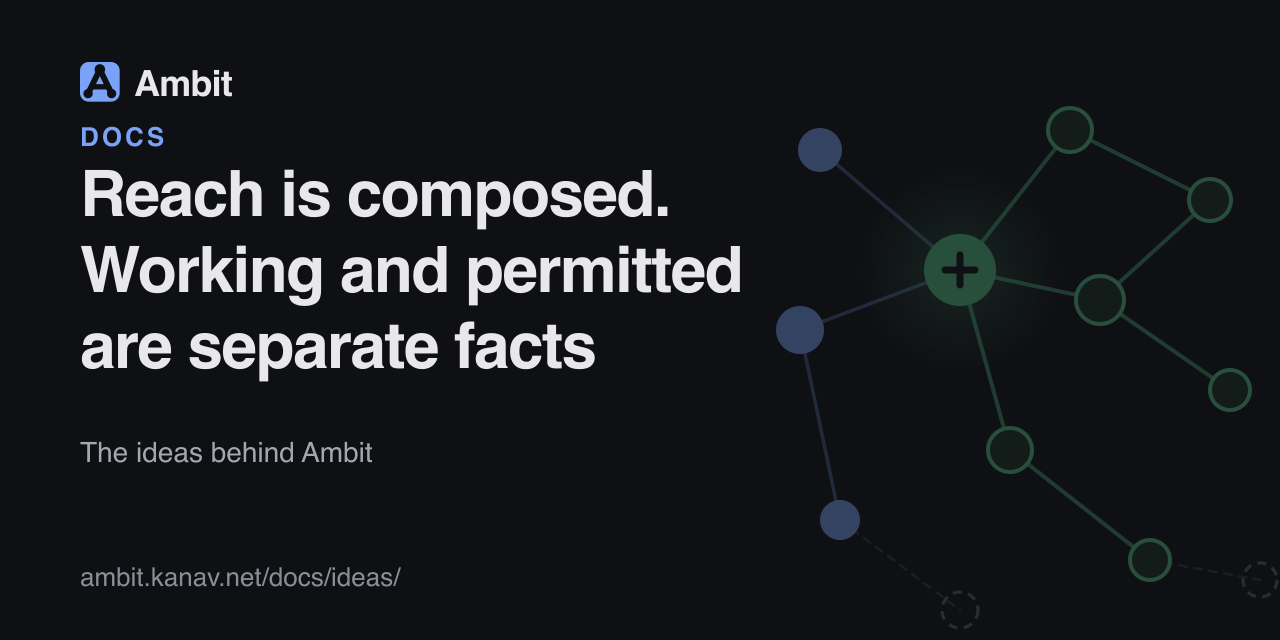 Ambit
DOCS
Reach is composed.
Working and permitted
are separate facts
The ideas behind Ambit
ambit.kanav.net/docs/ideas/